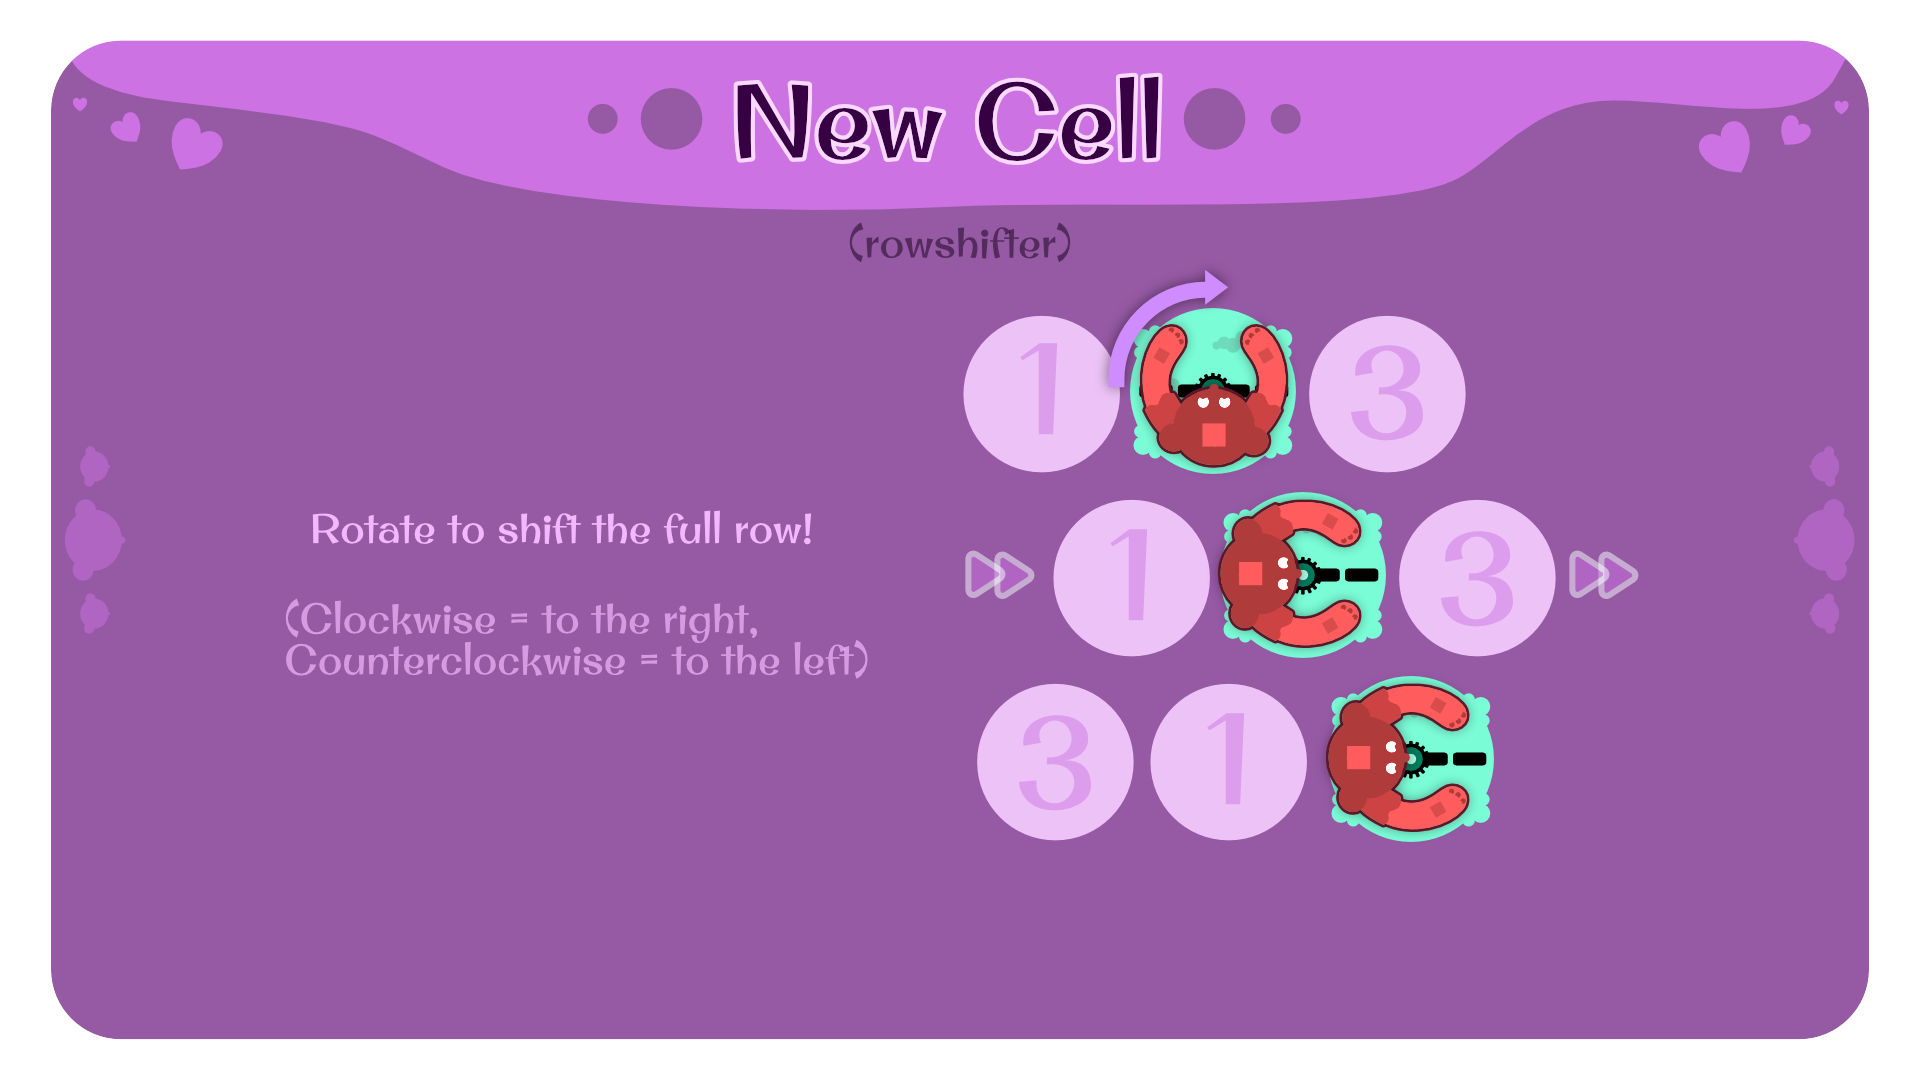 New Cell
(rowshifter)
1 3
Rotate to shift the full row!
1 3
(Clockwise = to the right,
Counterclockwise = to the left)
3 1